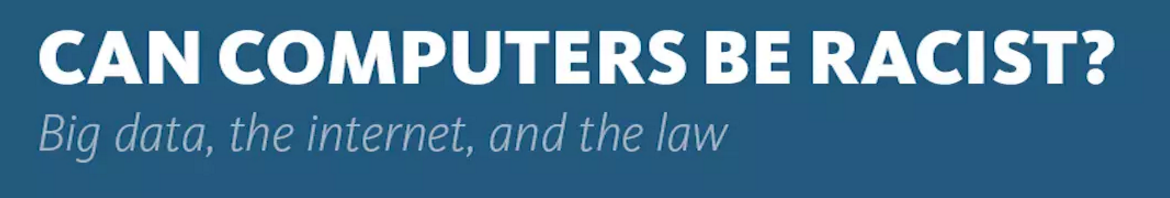 CAN COMPUTERS BE RACIST?
Big data, the internet, and the law